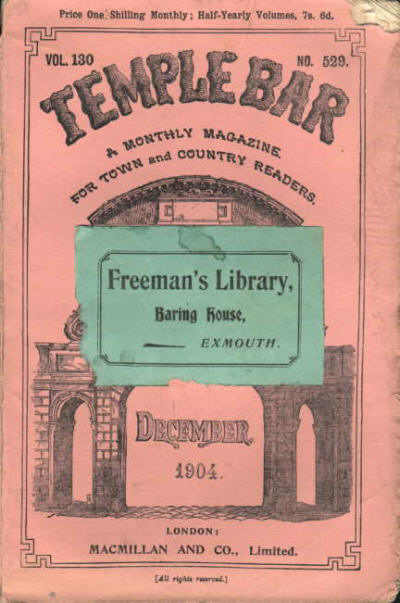 Price One Shilling Monthly; Half-Yearly Volumes, 7s. 6d.
VOL. 130 NO. 529.
TEMPLE BAR
A MONTHLY MAGAZINE.
FOR TOWN and COUNTRY READERS.
Freeman's Library,
Baring House,
EXMOUTH.
DECEMBER.
1904.
LONDON:
MACMILLAN AND CO., Limited.
[All rights reserved.]